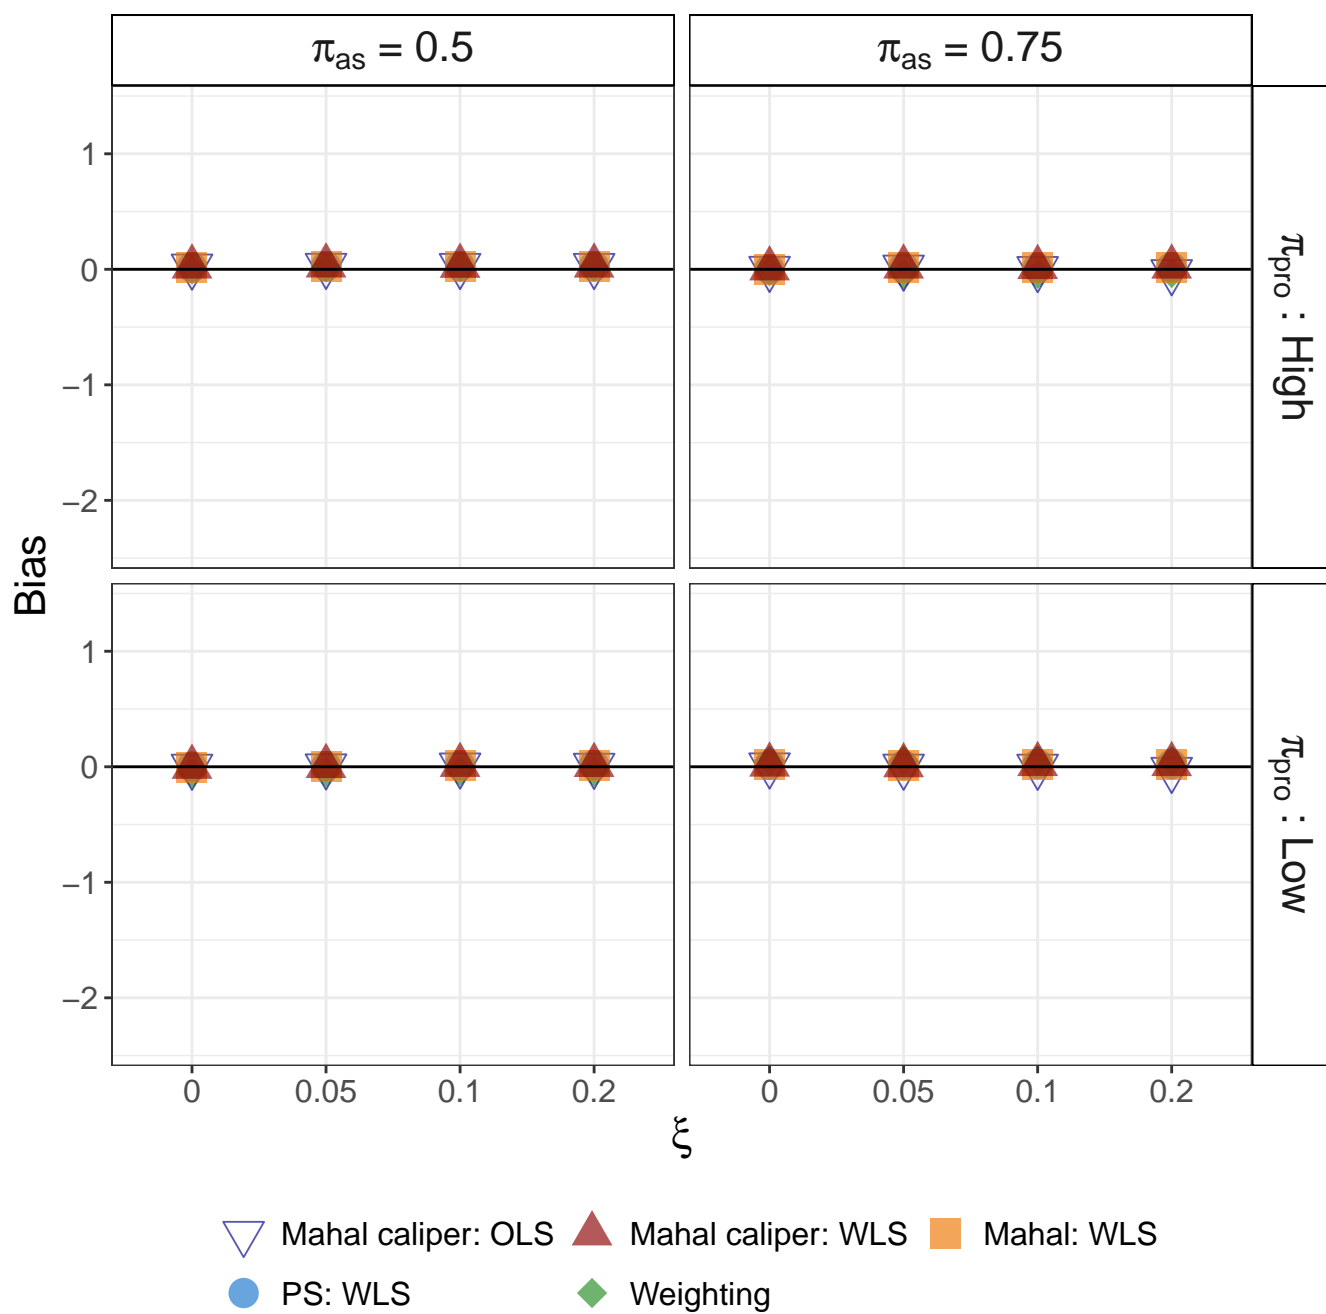 π_as = 0.5
π_as = 0.75
1
0
−1
−2
π_pro : High
Bias
1
0
−1
−2
π_pro : Low
0 0.05 0.1 0.2
0 0.05 0.1 0.2
ξ
Mahal caliper: OLS Mahal caliper: WLS Mahal: WLS
PS: WLS Weighting